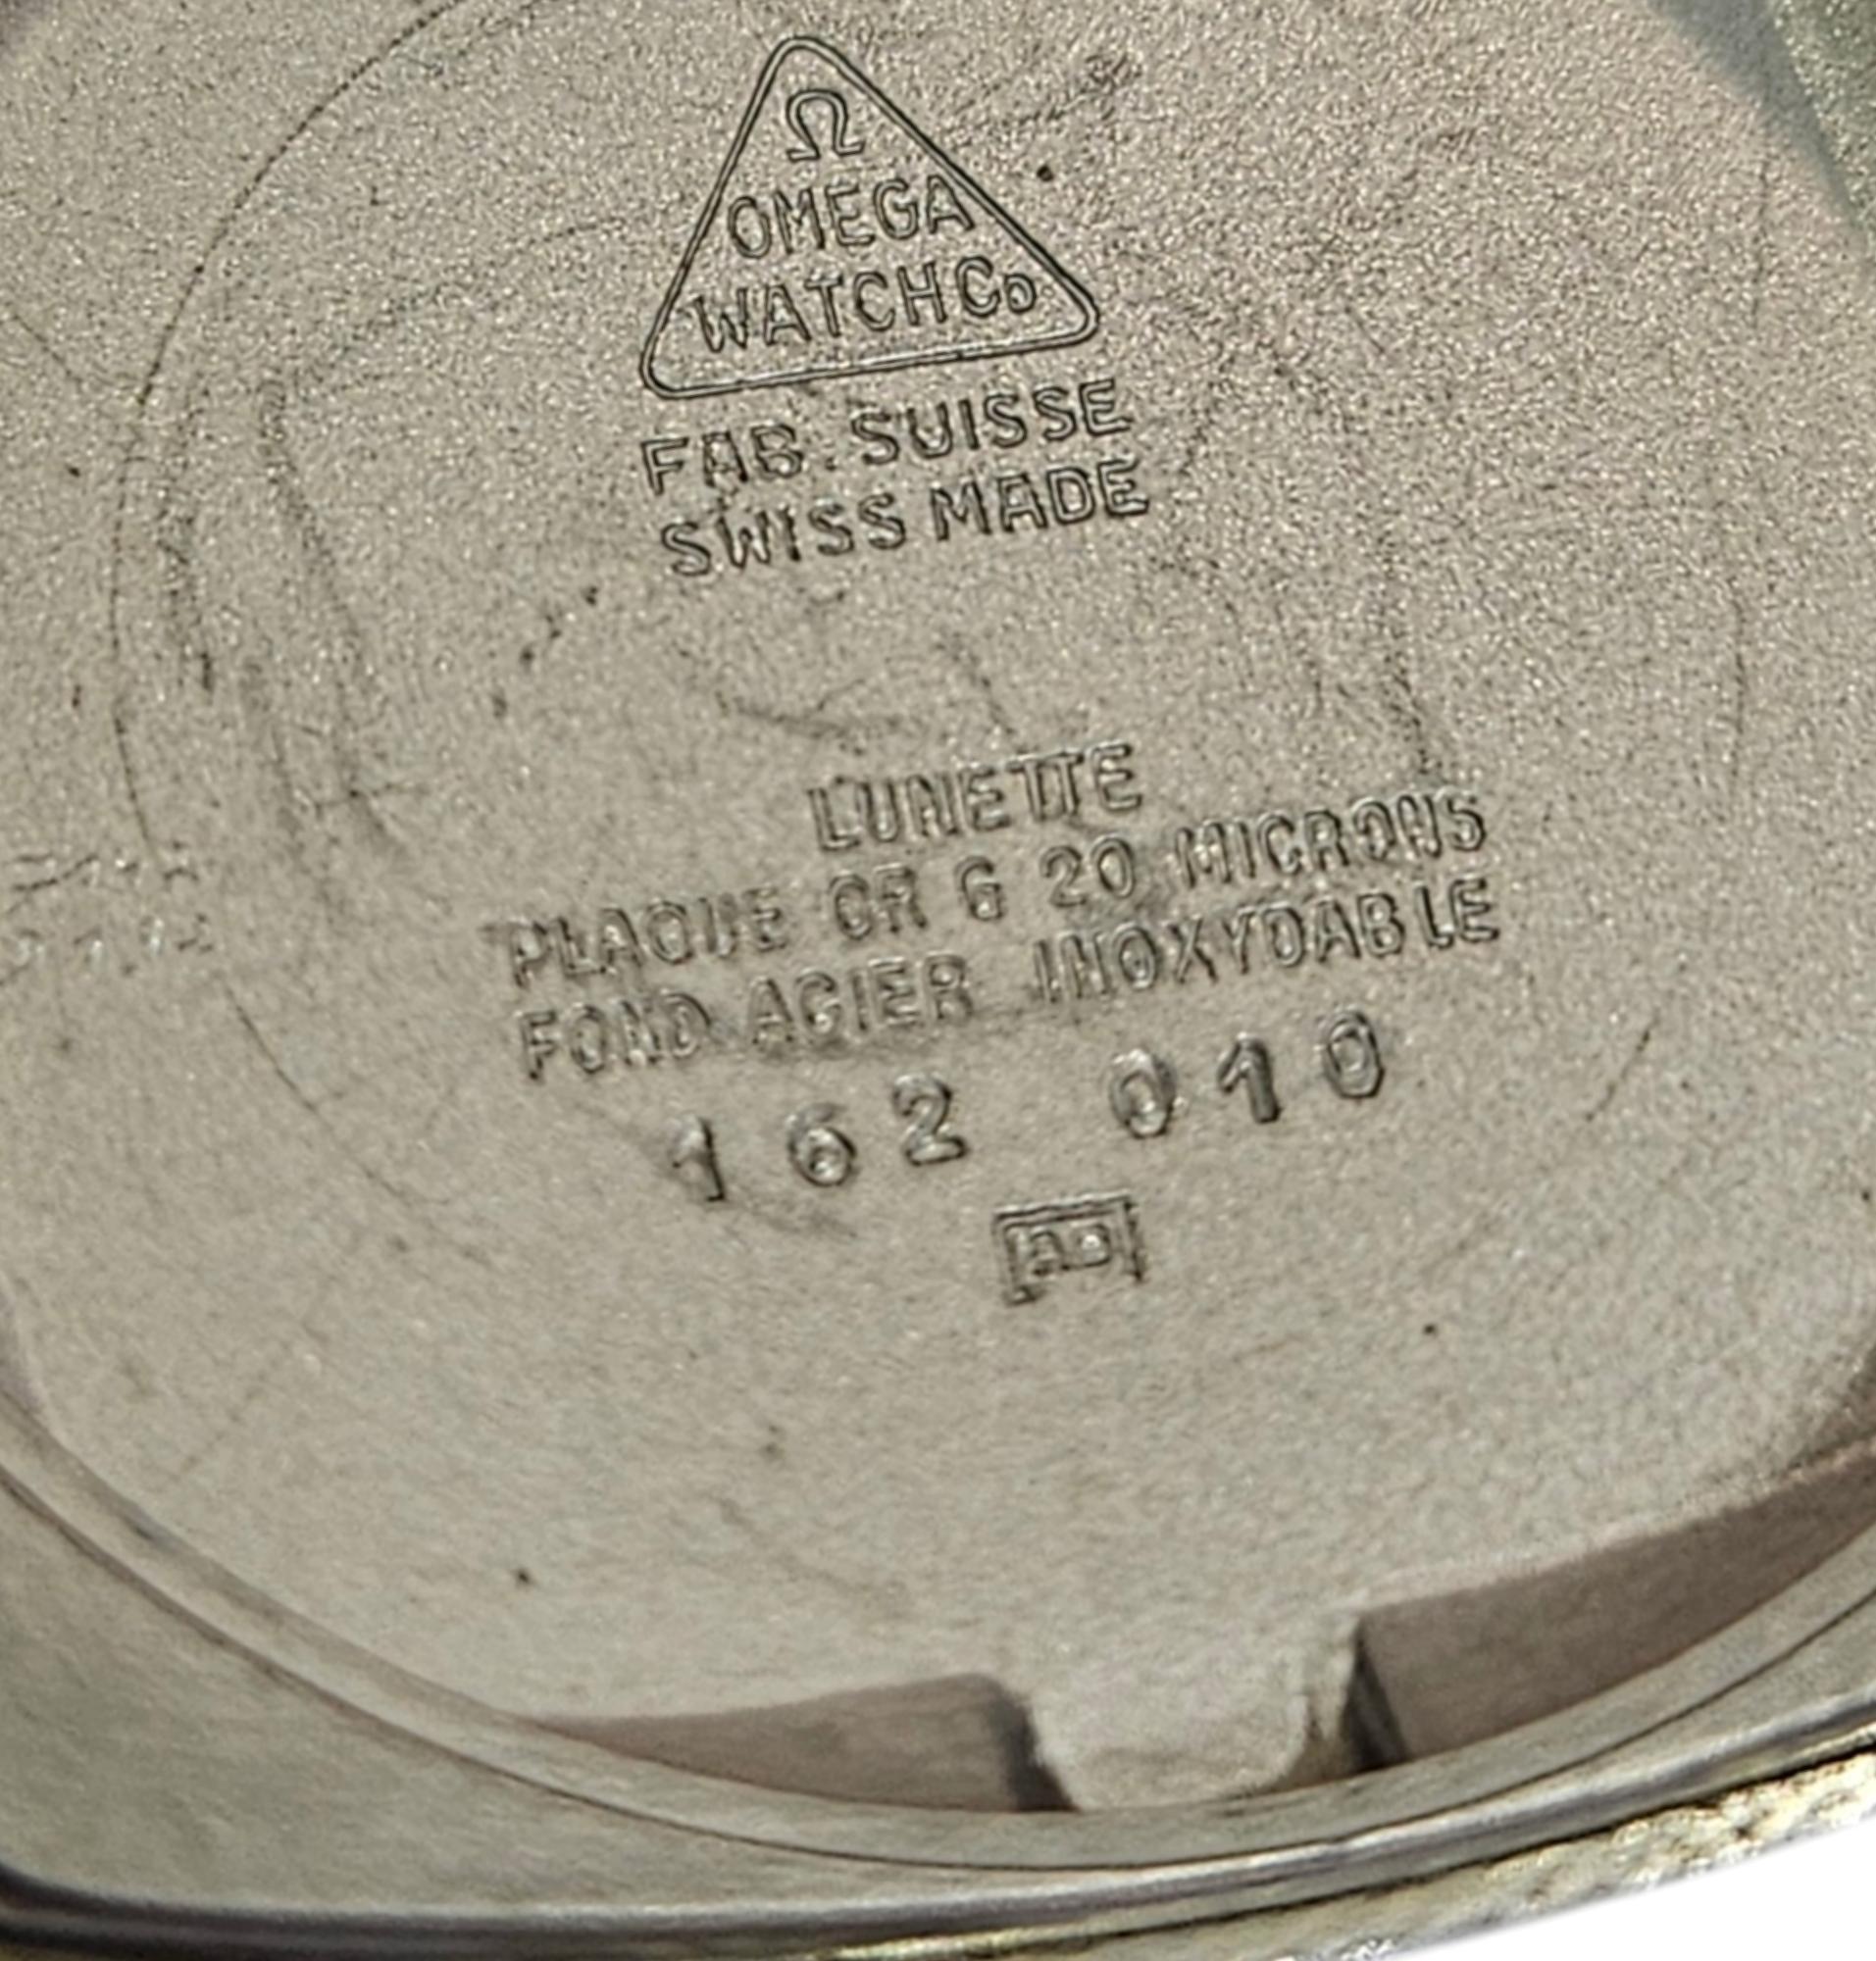 Ω
OMEGA
WATCH Co
FAB. SUISSE
SWISS MADE
LUNETTE
PLAQUE OR G 20 MICRONS
FOND ACIER INOXYDABLE
162 010